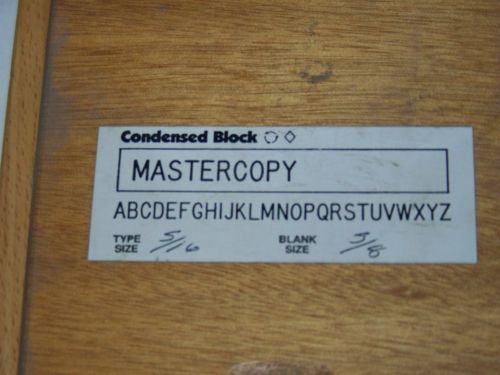 Condensed Block
MASTERCOPY
ABCDEFGHIJKLMNOPQRSTUVWXYZ
TYPE SIZE 5/16 BLANK SIZE 5/8